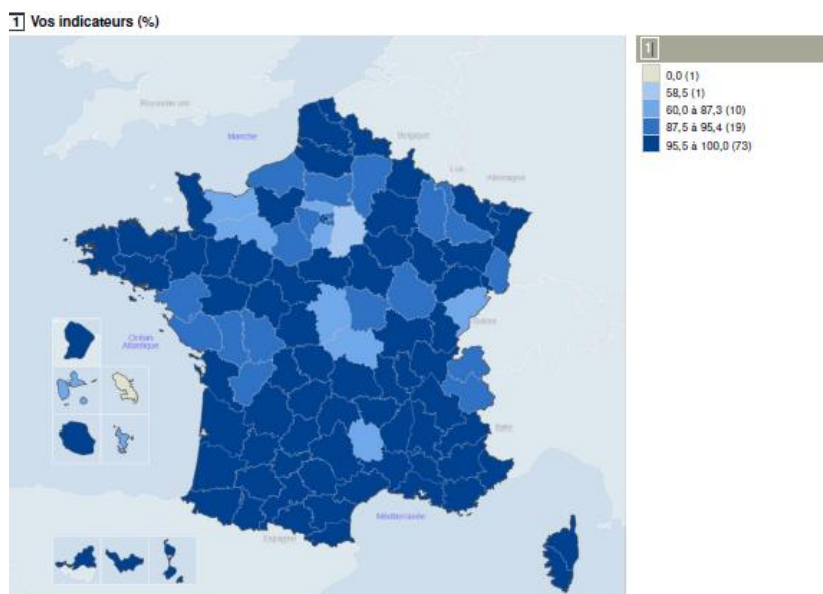 1 Vos indicateurs (%)
1
0,0 (1)
58,5 (1)
60,0 à 87,3 (10)
87,5 à 95,4 (19)
95,5 à 100,0 (73)
Royaume-uni
Manche
Belgique
Lux.
Allemagne
Suisse
Océan
Atlantique
Italie
Méditerranée
Espagne